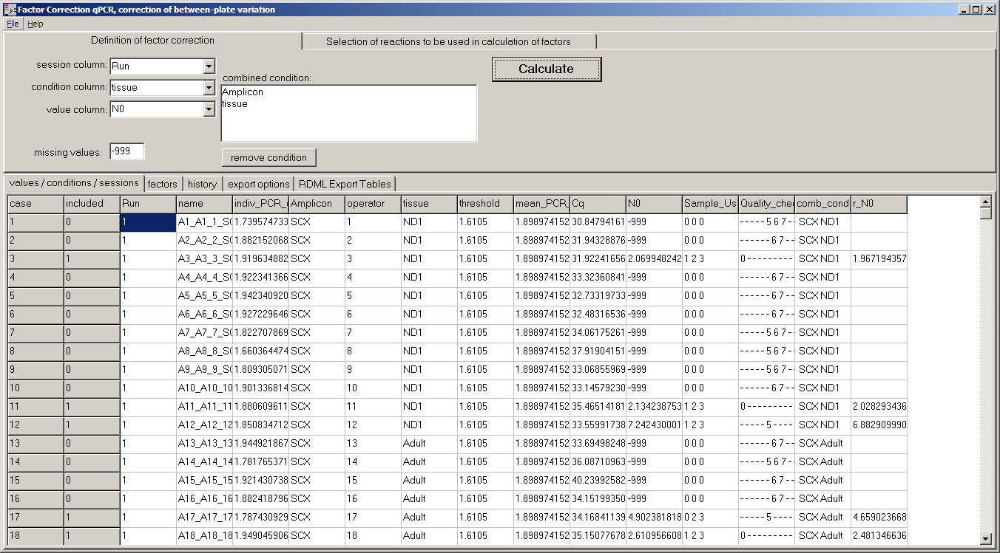 Factor Correction qPCR, correction of between-plate variation
File Help
Definition of factor correction
Selection of reactions to be used in calculation of factors
session column: Run
condition column: tissue
value column: N0
missing values: -999
combined condition:
Amplicon
tissue
remove condition
Calculate
values / conditions / sessions factors history export options RDML Export Tables
case included Run name indiv_PCR_ Amplicon operator tissue threshold mean_PCR_ Cq N0 Sample_Us Quality_che comb_cond r_N0
1 0 1 A1_A1_1_SC 1.739574733 SCX 1 ND1 1.6105 1.898974152 30.84794161 -999 0 0 0 -----5 6 7-- SCX ND1
2 0 1 A2_A2_2_SC 1.882152068 SCX 2 ND1 1.6105 1.898974152 31.94328876 -999 0 0 0 ------6 7-- SCX ND1
3 1 1 A3_A3_3_SC 1.919634882 SCX 3 ND1 1.6105 1.898974152 31.92241656 2.069948242 1 2 3 0--------- SCX ND1 1.967194357
4 0 1 A4_A4_4_SC 1.922341366 SCX 4 ND1 1.6105 1.898974152 33.32360841 -999 0 0 0 ------6 7-- SCX ND1
5 0 1 A5_A5_5_SC 1.942340920 SCX 5 ND1 1.6105 1.898974152 32.73319733 -999 0 0 0 ------6 7-- SCX ND1
6 0 1 A6_A6_6_SC 1.927229646 SCX 6 ND1 1.6105 1.898974152 32.48316536 -999 0 0 0 ------6 7-- SCX ND1
7 0 1 A7_A7_7_SC 1.822707869 SCX 7 ND1 1.6105 1.898974152 34.06175261 -999 0 0 0 -----5 6 7-- SCX ND1
8 0 1 A8_A8_8_SC 1.660364474 SCX 8 ND1 1.6105 1.898974152 37.91904151 -999 0 0 0 -----5 6 7-- SCX ND1
9 0 1 A9_A9_9_SC 1.809305071 SCX 9 ND1 1.6105 1.898974152 33.06855969 -999 0 0 0 -----5 6 7-- SCX ND1
10 0 1 A10_A10_10 1.901336814 SCX 10 ND1 1.6105 1.898974152 33.14579230 -999 0 0 0 ------6 7-- SCX ND1
11 1 1 A11_A11_11 1.880609611 SCX 11 ND1 1.6105 1.898974152 35.46514181 2.134238753 1 2 3 0--------- SCX ND1 2.028293436
12 1 1 A12_A12_12 1.850834712 SCX 12 ND1 1.6105 1.898974152 33.55991738 7.242430001 1 2 3 -----5---- SCX ND1 6.882909990
13 0 1 A13_A13_13 1.944921867 SCX 13 Adult 1.6105 1.898974152 33.69498248 -999 0 0 0 ------6 7-- SCX Adult
14 0 1 A14_A14_14 1.781765371 SCX 14 Adult 1.6105 1.898974152 36.08710963 -999 0 0 0 -----5 6 7-- SCX Adult
15 0 1 A15_A15_15 1.921430738 SCX 15 Adult 1.6105 1.898974152 40.23992582 -999 0 0 0 ------6 7-- SCX Adult
16 0 1 A16_A16_16 1.882418796 SCX 16 Adult 1.6105 1.898974152 34.15199350 -999 0 0 0 ------6 7-- SCX Adult
17 1 1 A17_A17_17 1.787430929 SCX 17 Adult 1.6105 1.898974152 34.16841139 4.902381818 0 2 3 -----5---- SCX Adult 4.659023668
18 1 1 A18_A18_18 1.949045906 SCX 18 Adult 1.6105 1.898974152 35.15077678 2.610956608 1 2 3 0--------- SCX Adult 2.481346636